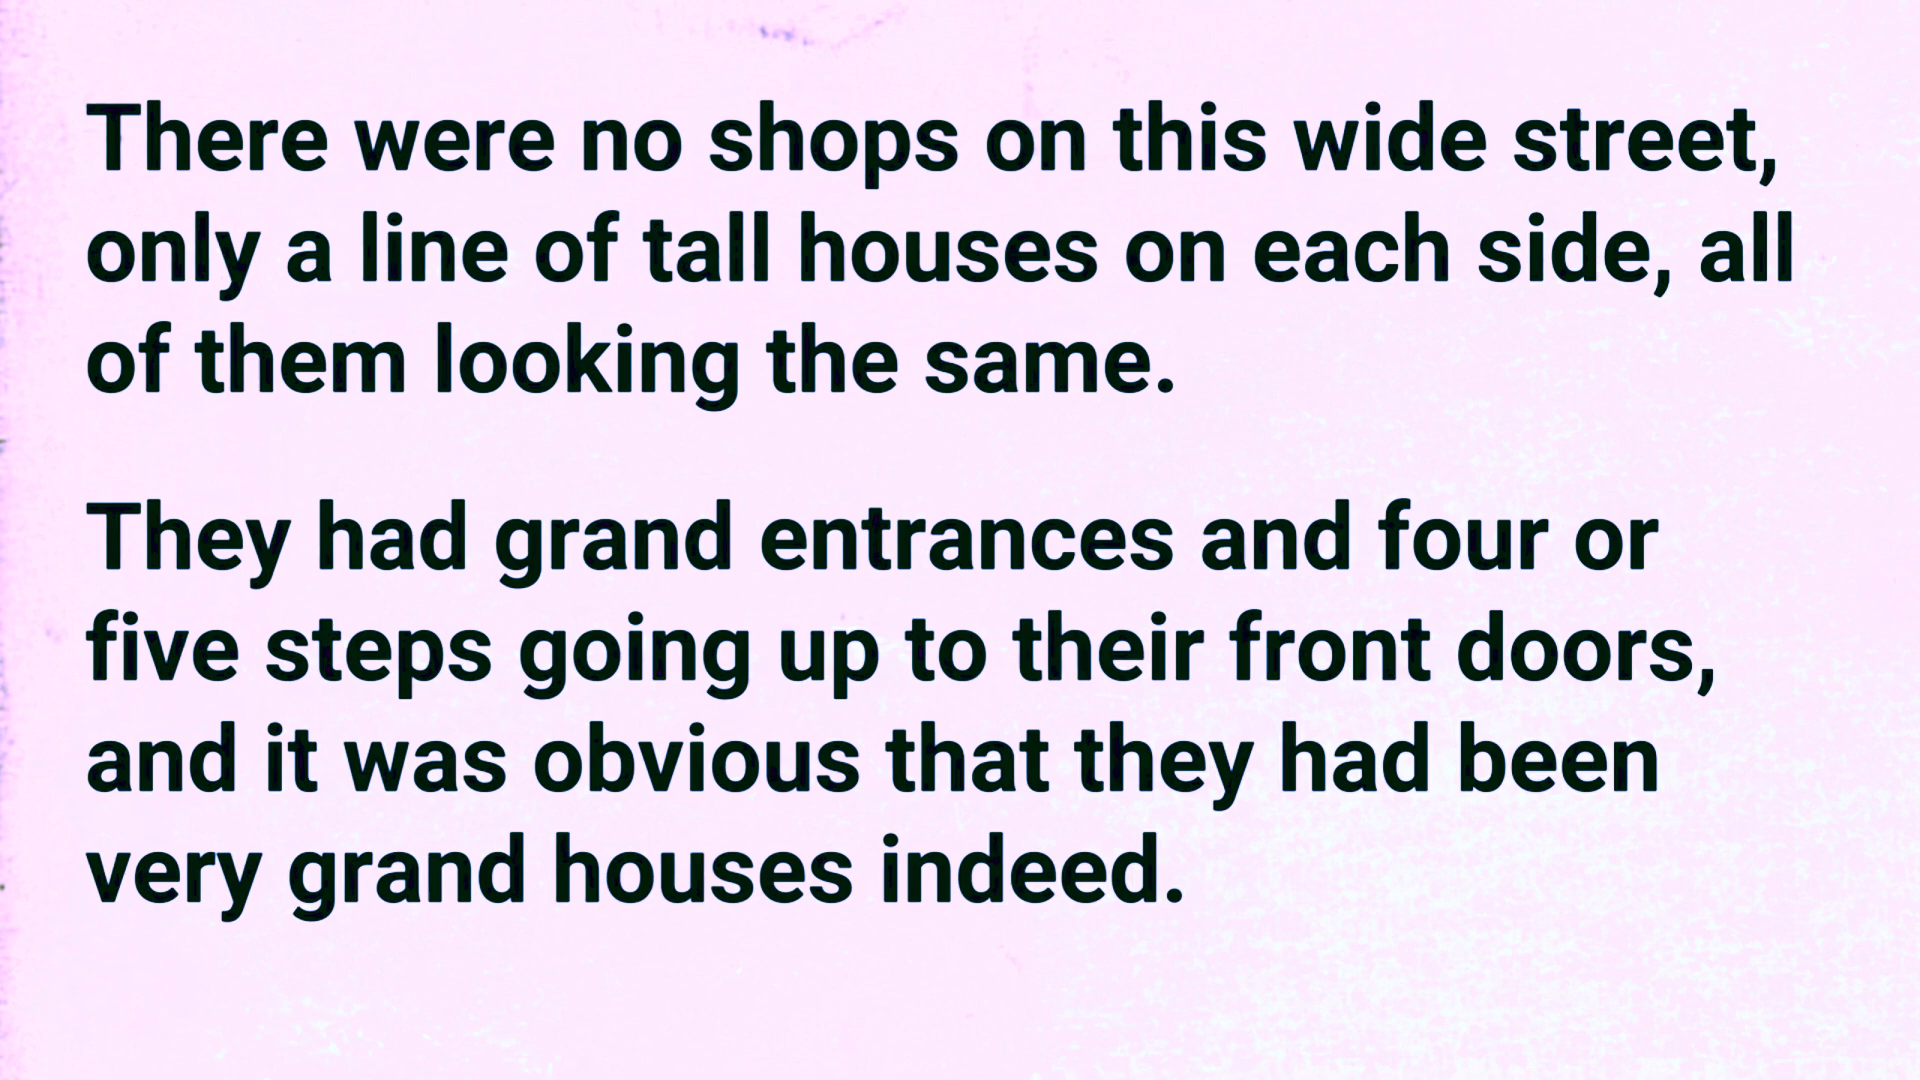 There were no shops on this wide street,
only a line of tall houses on each side, all
of them looking the same.
They had grand entrances and four or
five steps going up to their front doors,
and it was obvious that they had been
very grand houses indeed.